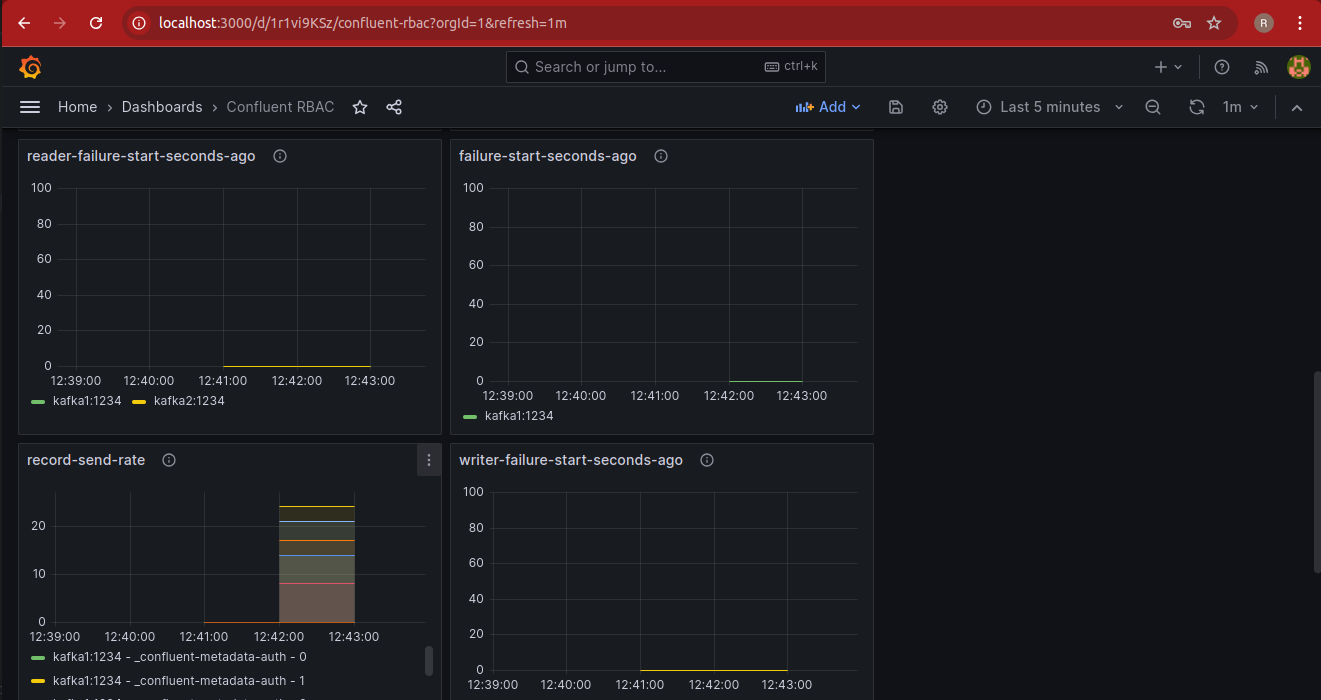 localhost:3000/d/1r1vi9KSz/confluent-rbac?orgId=1&refresh=1m
R
Search or jump to... ctrl+k
Home › Dashboards › Confluent RBAC
Add
Last 5 minutes
1m
reader-failure-start-seconds-ago
100
80
60
40
20
0
12:39:00 12:40:00 12:41:00 12:42:00 12:43:00
kafka1:1234 kafka2:1234
failure-start-seconds-ago
100
80
60
40
20
0
12:39:00 12:40:00 12:41:00 12:42:00 12:43:00
kafka1:1234
record-send-rate
20
10
0
12:39:00 12:40:00 12:41:00 12:42:00 12:43:00
kafka1:1234 - _confluent-metadata-auth - 0
kafka1:1234 - _confluent-metadata-auth - 1
writer-failure-start-seconds-ago
100
80
60
40
20
0
12:39:00 12:40:00 12:41:00 12:42:00 12:43:00